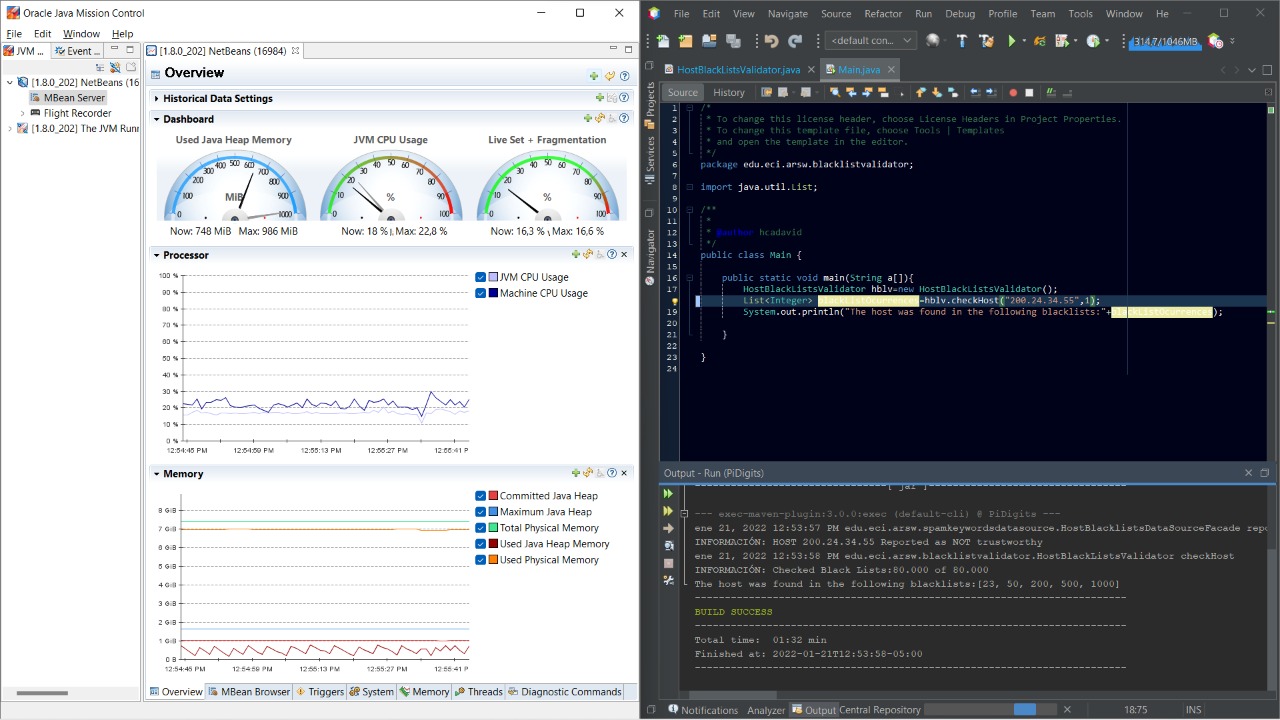 Oracle Java Mission Control
File Edit Window Help
JVM ... Event ...
[1.8.0_202] NetBeans (16
MBean Server
Flight Recorder
[1.8.0_202] The JVM Runn
[1.8.0_202] NetBeans (16984)
Overview
Historical Data Settings
Dashboard
Used Java Heap Memory
JVM CPU Usage
Live Set + Fragmentation
MiB
%
%
Now: 748 MiB Max: 986 MiB
Now: 18 % Max: 22,8 %
Now: 16,3 % Max: 16,6 %
Processor
100 %
90 %
80 %
70 %
60 %
50 %
40 %
30 %
20 %
10 %
0 %
12:54:45 PM 12:54:59 PM 12:55:13 PM 12:55:27 PM 12:55:41 P
JVM CPU Usage
Machine CPU Usage
Memory
8 GiB
7 GiB
6 GiB
5 GiB
4 GiB
3 GiB
2 GiB
1 GiB
0 B
12:54:45 PM 12:54:59 PM 12:55:13 PM 12:55:27 PM 12:55:41 P
Committed Java Heap
Maximum Java Heap
Total Physical Memory
Used Java Heap Memory
Used Physical Memory
Overview MBean Browser Triggers System Memory Threads Diagnostic Commands
File Edit View Navigate Source Refactor Run Debug Profile Team Tools Window He
<default con...
314.7/1046MB
HostBlackListsValidator.java Main.java
Source History
Projects
Services
Navigator
1 /*
2 * To change this license header, choose License Headers in Project Properties.
3 * To change this template file, choose Tools | Templates
4 * and open the template in the editor.
5 */
6 package edu.eci.arsw.blacklistvalidator;
7
8 import java.util.List;
9
10 /**
11 *
12 * @author hcadavid
13 */
14 public class Main {
15
16 public static void main(String a[]){
17 HostBlackListsValidator hblv=new HostBlackListsValidator();
List<Integer> blackListOcurrences=hblv.checkHost("200.24.34.55",1);
19 System.out.println("The host was found in the following blacklists:"+blackListOcurrences);
20
21 }
22
23 }
24
Output - Run (PiDigits)
[ jar ]
--- exec-maven-plugin:3.0.0:exec (default-cli) @ PiDigits ---
ene 21, 2022 12:53:57 PM edu.eci.arsw.spamkeywordsdatasource.HostBlacklistsDataSourceFacade repo
INFORMACIÓN: HOST 200.24.34.55 Reported as NOT trustworthy
ene 21, 2022 12:53:58 PM edu.eci.arsw.blacklistvalidator.HostBlackListsValidator checkHost
INFORMACIÓN: Checked Black Lists:80.000 of 80.000
The host was found in the following blacklists:[23, 50, 200, 500, 1000]
------------------------------------------------------------------------
BUILD SUCCESS
------------------------------------------------------------------------
Total time:  01:32 min
Finished at: 2022-01-21T12:53:58-05:00
------------------------------------------------------------------------
Notifications Analyzer Output Central Repository 18:75 INS